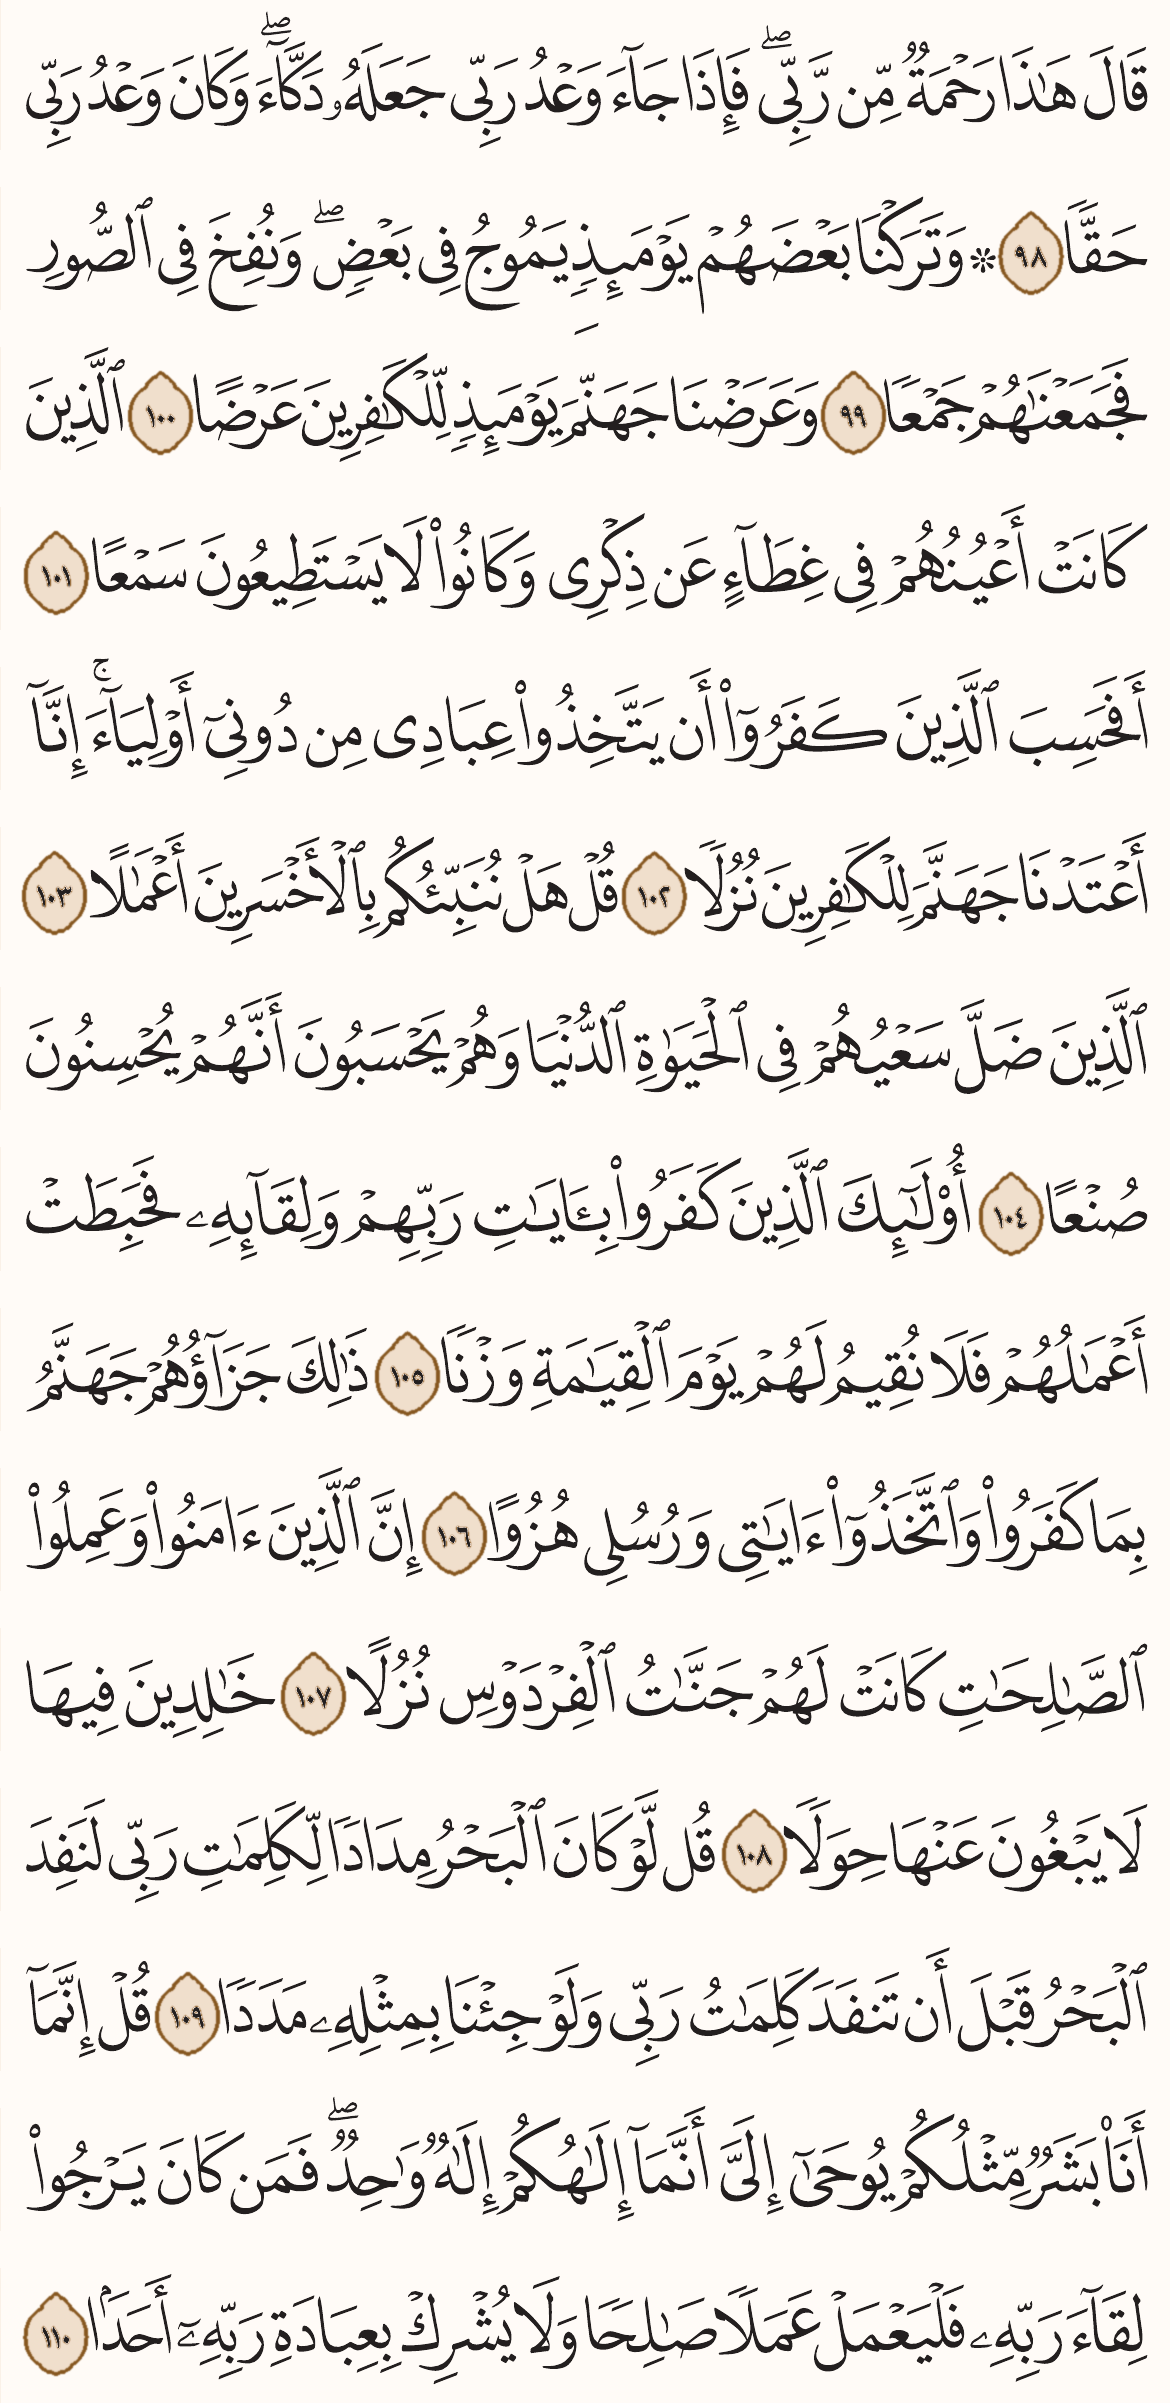 قَالَ هَٰذَا رَحْمَةٌ مِّن رَّبِّى ۖ فَإِذَا جَآءَ وَعْدُ رَبِّى جَعَلَهُۥ دَكَّآءَ ۖ وَكَانَ وَعْدُ رَبِّى
حَقًّا ٩٨ ۞ وَتَرَكْنَا بَعْضَهُمْ يَوْمَئِذٍ يَمُوجُ فِى بَعْضٍ ۖ وَنُفِخَ فِى ٱلصُّورِ
فَجَمَعْنَٰهُمْ جَمْعًا ٩٩ وَعَرَضْنَا جَهَنَّمَ يَوْمَئِذٍ لِّلْكَٰفِرِينَ عَرْضًا ١٠٠ ٱلَّذِينَ
كَانَتْ أَعْيُنُهُمْ فِى غِطَآءٍ عَن ذِكْرِى وَكَانُوا۟ لَا يَسْتَطِيعُونَ سَمْعًا ١٠١
أَفَحَسِبَ ٱلَّذِينَ كَفَرُوٓا۟ أَن يَتَّخِذُوا۟ عِبَادِى مِن دُونِىٓ أَوْلِيَآءَ ۚ إِنَّآ
أَعْتَدْنَا جَهَنَّمَ لِلْكَٰفِرِينَ نُزُلًا ١٠٢ قُلْ هَلْ نُنَبِّئُكُم بِٱلْأَخْسَرِينَ أَعْمَٰلًا ١٠٣
ٱلَّذِينَ ضَلَّ سَعْيُهُمْ فِى ٱلْحَيَوٰةِ ٱلدُّنْيَا وَهُمْ يَحْسَبُونَ أَنَّهُمْ يُحْسِنُونَ
صُنْعًا ١٠٤ أُو۟لَٰٓئِكَ ٱلَّذِينَ كَفَرُوا۟ بِـَٔايَٰتِ رَبِّهِمْ وَلِقَآئِهِۦ فَحَبِطَتْ
أَعْمَٰلُهُمْ فَلَا نُقِيمُ لَهُمْ يَوْمَ ٱلْقِيَٰمَةِ وَزْنًا ١٠٥ ذَٰلِكَ جَزَآؤُهُمْ جَهَنَّمُ
بِمَا كَفَرُوا۟ وَٱتَّخَذُوٓا۟ ءَايَٰتِى وَرُسُلِى هُزُوًا ١٠٦ إِنَّ ٱلَّذِينَ ءَامَنُوا۟ وَعَمِلُوا۟
ٱلصَّٰلِحَٰتِ كَانَتْ لَهُمْ جَنَّٰتُ ٱلْفِرْدَوْسِ نُزُلًا ١٠٧ خَٰلِدِينَ فِيهَا
لَا يَبْغُونَ عَنْهَا حِوَلًا ١٠٨ قُل لَّوْ كَانَ ٱلْبَحْرُ مِدَادًا لِّكَلِمَٰتِ رَبِّى لَنَفِدَ
ٱلْبَحْرُ قَبْلَ أَن تَنفَدَ كَلِمَٰتُ رَبِّى وَلَوْ جِئْنَا بِمِثْلِهِۦ مَدَدًا ١٠٩ قُلْ إِنَّمَآ
أَنَا۠ بَشَرٌ مِّثْلُكُمْ يُوحَىٰٓ إِلَىَّ أَنَّمَآ إِلَٰهُكُمْ إِلَٰهٌ وَٰحِدٌ ۖ فَمَن كَانَ يَرْجُوا۟
لِقَآءَ رَبِّهِۦ فَلْيَعْمَلْ عَمَلًا صَٰلِحًا وَلَا يُشْرِكْ بِعِبَادَةِ رَبِّهِۦٓ أَحَدًۢا ١١٠